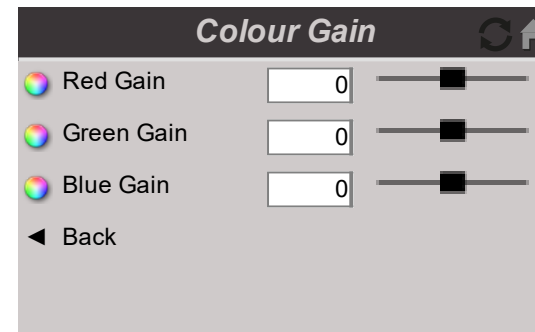 Colour Gain
Red Gain 0
Green Gain 0
Blue Gain 0
Back